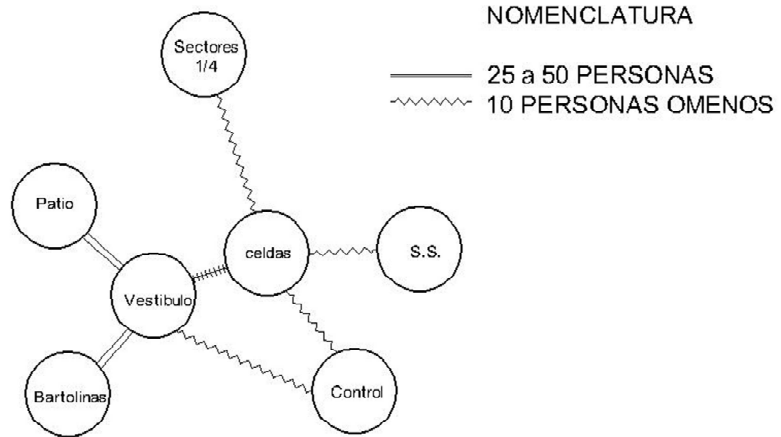 NOMENCLATURA
25 a 50 PERSONAS
10 PERSONAS OMENOS
Sectores
1/4
Patio
celdas
S.S.
Vestibulo
Bartolinas
Control